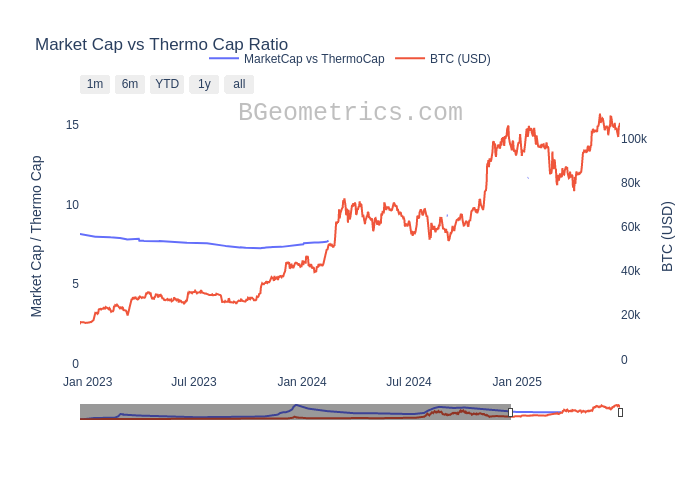 Market Cap vs Thermo Cap Ratio
MarketCap vs ThermoCap BTC (USD)
1m 6m YTD 1y all
BGeometrics.com
15
10
5
0
Market Cap / Thermo Cap
100k
80k
60k
40k
20k
0
BTC (USD)
Jan 2023 Jul 2023 Jan 2024 Jul 2024 Jan 2025